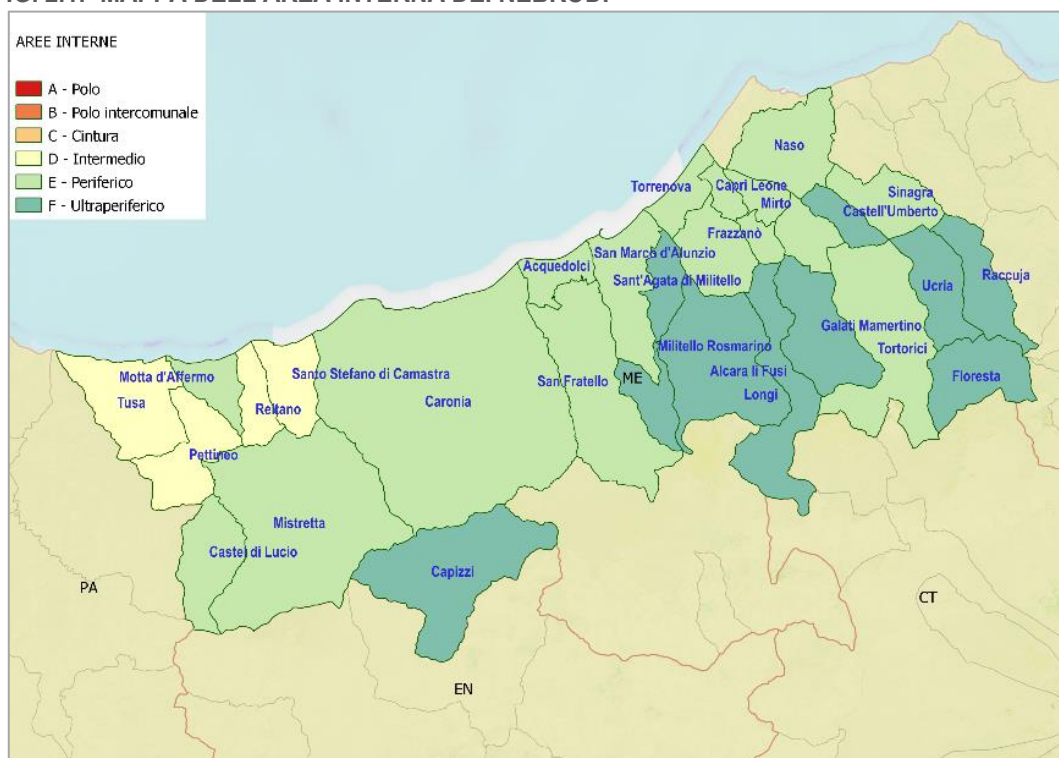 AREE INTERNE
A - Polo
B - Polo intercomunale
C - Cintura
D - Intermedio
E - Periferico
F - Ultraperiferico
Naso
Torrenova
Capri Leone
Mirto
Sinagra
Castell'Umberto
Frazzanò
San Marco d'Alunzio
Acquedolci
Sant'Agata di Militello
Ucria
Raccuja
Galati Mamertino
Tortorici
Militello Rosmarino
Alcara li Fusi
Longi
Floresta
Motta d'Affermo
Tusa
Santo Stefano di Camastra
Reitano
Caronia
San Fratello
ME
Pettineo
Mistretta
Castel di Lucio
Capizzi
PA
CT
EN